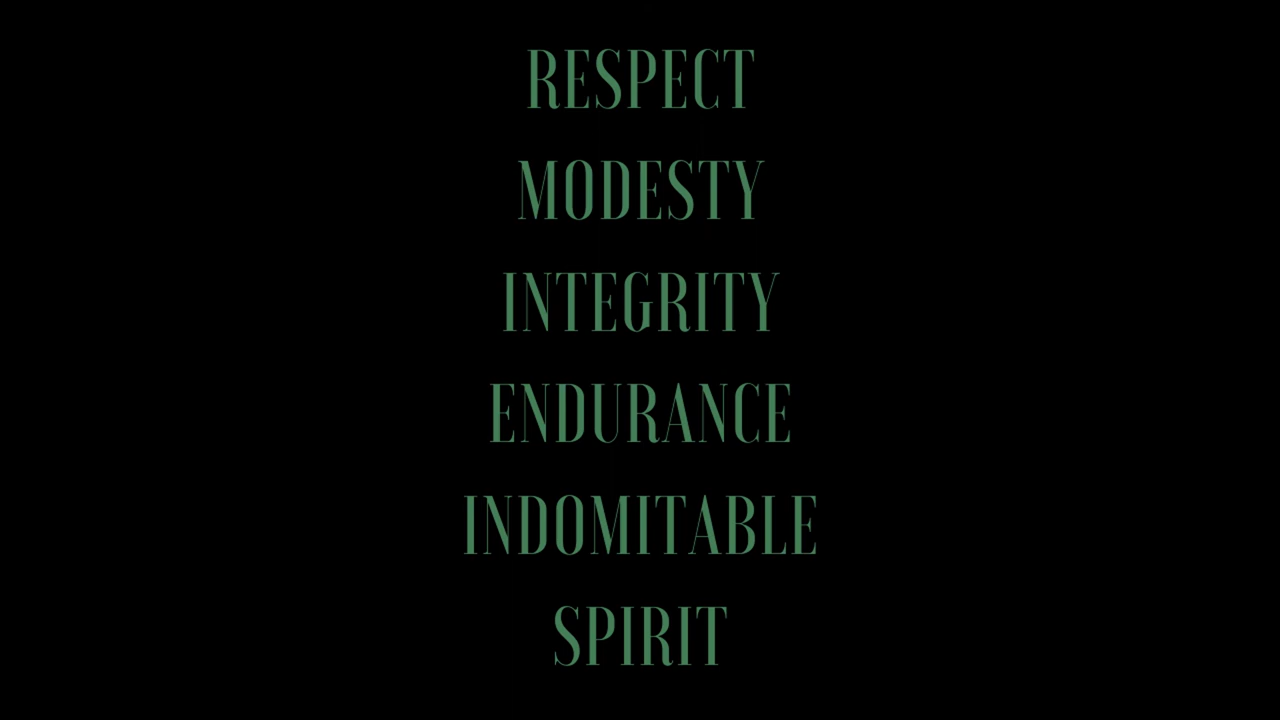 RESPECT
MODESTY
INTEGRITY
ENDURANCE
INDOMITABLE
SPIRIT